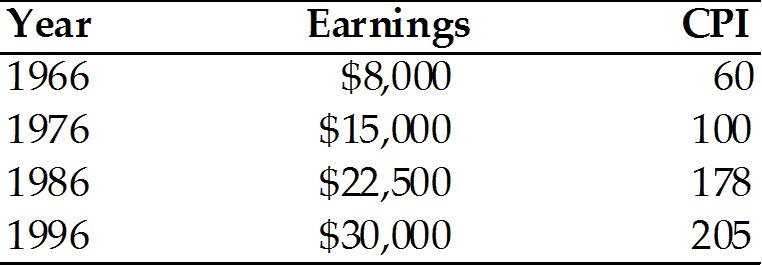 Year Earnings CPI
1966 $8,000 60
1976 $15,000 100
1986 $22,500 178
1996 $30,000 205